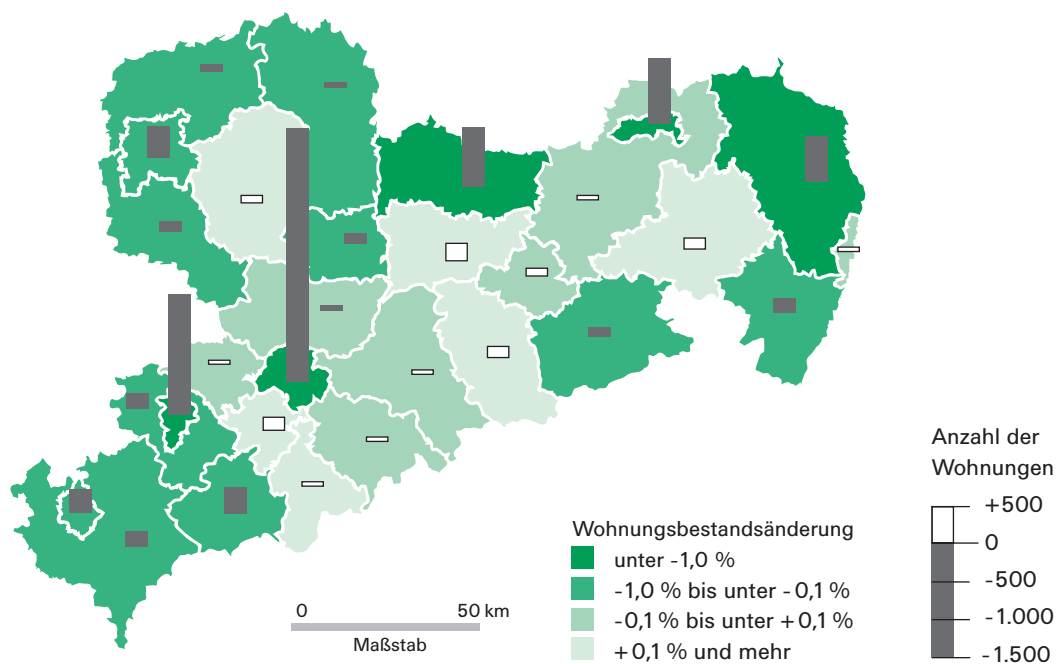 Wohnungsbestandsänderung
unter -1,0 %
-1,0 % bis unter -0,1 %
-0,1 % bis unter +0,1 %
+0,1 % und mehr
0 50 km
Maßstab
Anzahl der
Wohnungen
+500
0
-500
-1.000
-1.500